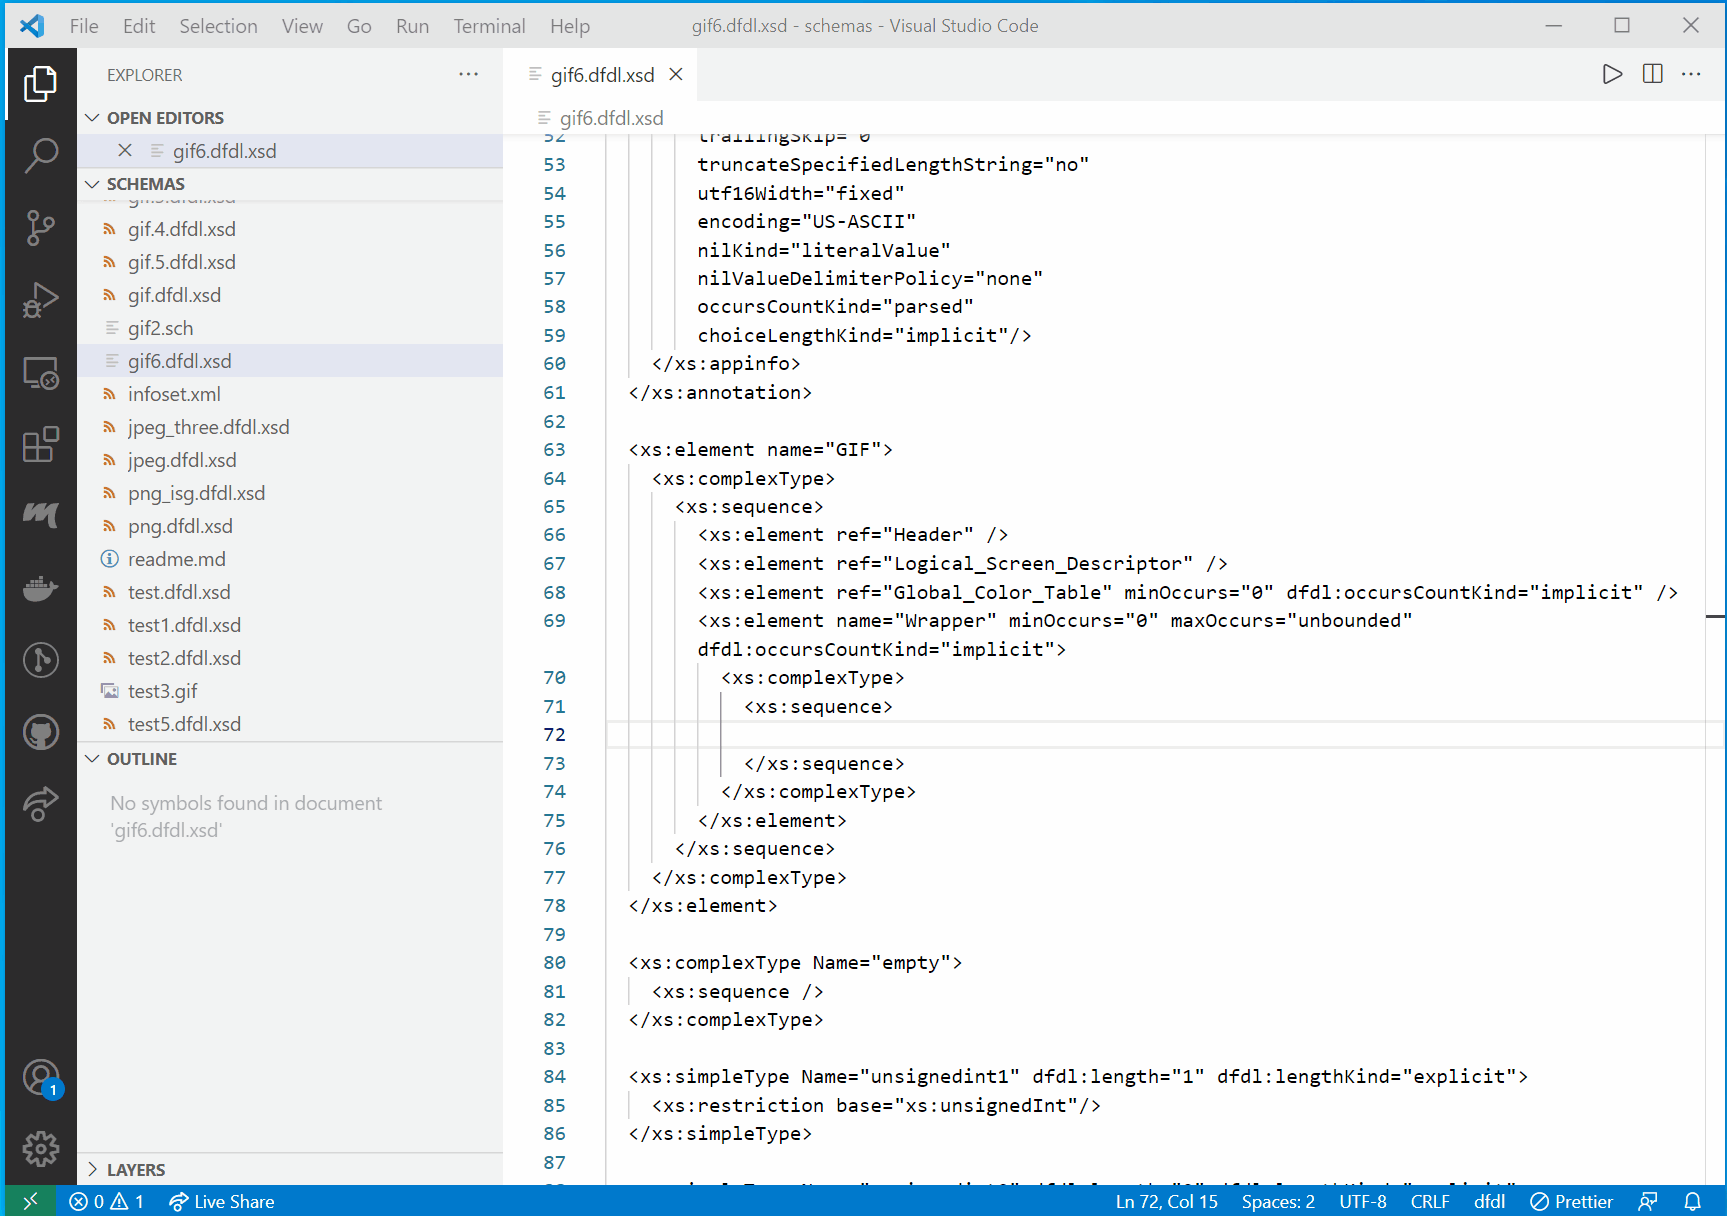 File Edit Selection View Go Run Terminal Help gif6.dfdl.xsd - schemas - Visual Studio Code
EXPLORER
OPEN EDITORS
gif6.dfdl.xsd
SCHEMAS
gif.4.dfdl.xsd
gif.5.dfdl.xsd
gif.dfdl.xsd
gif2.sch
gif6.dfdl.xsd
infoset.xml
jpeg_three.dfdl.xsd
jpeg.dfdl.xsd
png_isg.dfdl.xsd
png.dfdl.xsd
readme.md
test.dfdl.xsd
test1.dfdl.xsd
test2.dfdl.xsd
test3.gif
test5.dfdl.xsd
OUTLINE
No symbols found in document
'gif6.dfdl.xsd'
LAYERS
1
gif6.dfdl.xsd
gif6.dfdl.xsd
52 trailingSkip="0"
53 truncateSpecifiedLengthString="no"
54 utf16Width="fixed"
55 encoding="US-ASCII"
56 nilKind="literalValue"
57 nilValueDelimiterPolicy="none"
58 occursCountKind="parsed"
59 choiceLengthKind="implicit"/>
60 </xs:appinfo>
61 </xs:annotation>
62
63 <xs:element name="GIF">
64 <xs:complexType>
65 <xs:sequence>
66 <xs:element ref="Header" />
67 <xs:element ref="Logical_Screen_Descriptor" />
68 <xs:element ref="Global_Color_Table" minOccurs="0" dfdl:occursCountKind="implicit" />
69 <xs:element name="Wrapper" minOccurs="0" maxOccurs="unbounded"
dfdl:occursCountKind="implicit">
70 <xs:complexType>
71 <xs:sequence>
72
73 </xs:sequence>
74 </xs:complexType>
75 </xs:element>
76 </xs:sequence>
77 </xs:complexType>
78 </xs:element>
79
80 <xs:complexType Name="empty">
81 <xs:sequence />
82 </xs:complexType>
83
84 <xs:simpleType Name="unsignedint1" dfdl:length="1" dfdl:lengthKind="explicit">
85 <xs:restriction base="xs:unsignedInt"/>
86 </xs:simpleType>
87
0 1 Live Share Ln 72, Col 15 Spaces: 2 UTF-8 CRLF dfdl Prettier